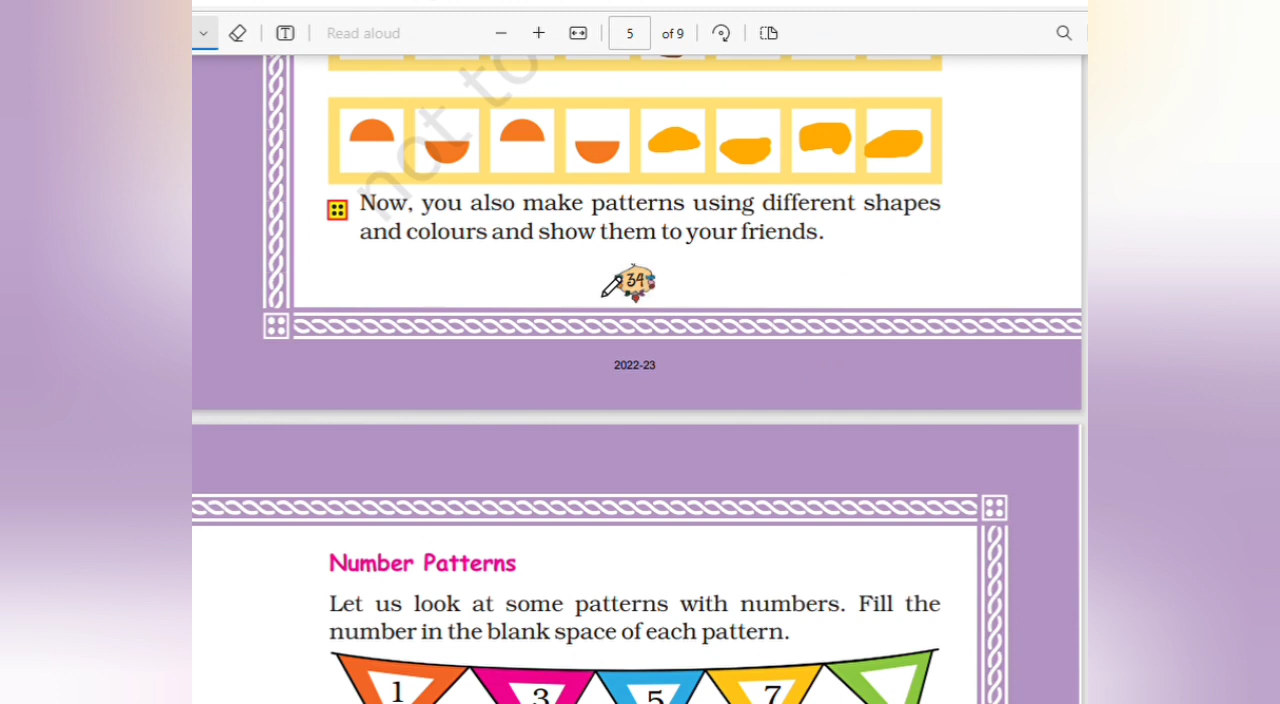 Read aloud
5 of 9
not to
Now, you also make patterns using different shapes
and colours and show them to your friends.
34
2022-23
Number Patterns
Let us look at some patterns with numbers. Fill the
number in the blank space of each pattern.
1 3 5 7